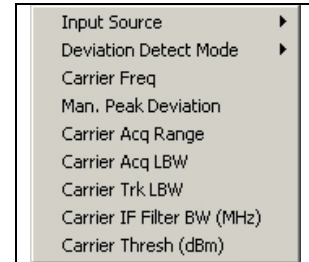 Input Source
Deviation Detect Mode
Carrier Freq
Man. Peak Deviation
Carrier Acq Range
Carrier Acq LBW
Carrier Trk LBW
Carrier IF Filter BW (MHz)
Carrier Thresh (dBm)